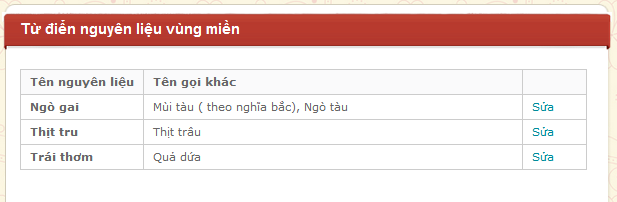 Từ điển nguyên liệu vùng miền
Tên nguyên liệu Tên gọi khác
Ngò gai Mùi tàu ( theo nghĩa bắc), Ngò tàu Sửa
Thịt tru Thịt trâu Sửa
Trái thơm Quả dứa Sửa